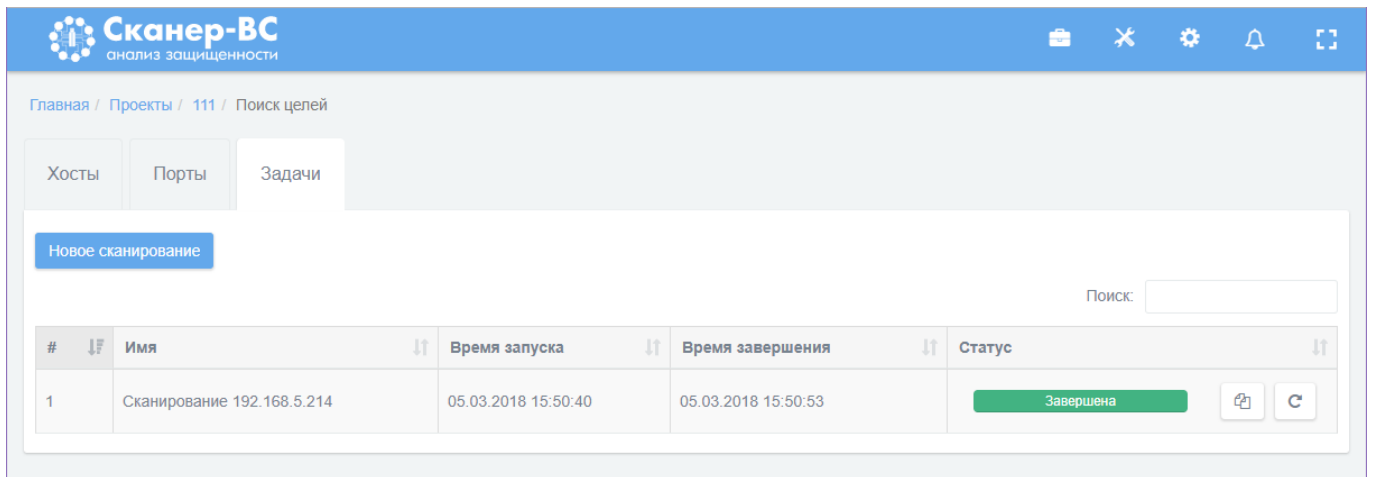 Сканер-ВС
анализ защищенности
Главная / Проекты / 111 / Поиск целей
Хосты Порты Задачи
Новое сканирование
Поиск:
# Имя Время запуска Время завершения Статус
1 Сканирование 192.168.5.214 05.03.2018 15:50:40 05.03.2018 15:50:53 Завершена